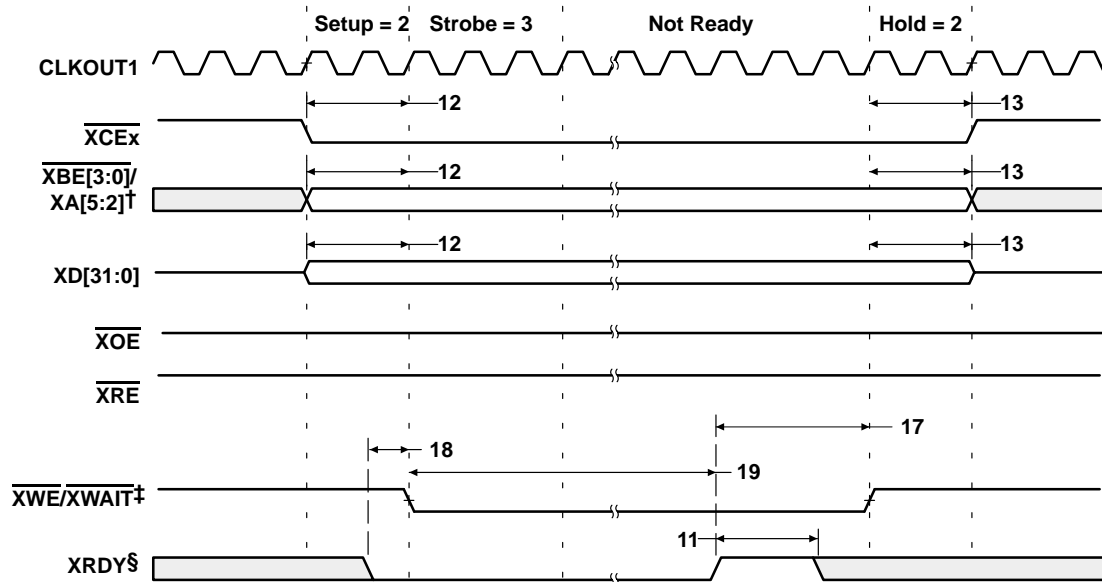 Setup = 2 Strobe = 3 Not Ready Hold = 2
CLKOUT1
12 13
XCEx
12 13
XBE[3:0]/
XA[5:2]†
12 13
XD[31:0]
XOE
XRE
17
18
19
XWE/XWAIT‡
11
XRDY§